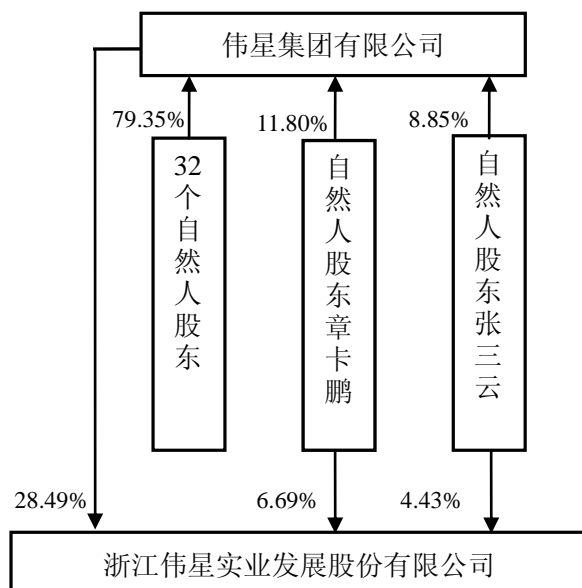 伟星集团有限公司
79.35%
11.80%
8.85%
32个自然人股东
自然人股东章卡鹏
自然人股东张三云
28.49%
6.69%
4.43%
浙江伟星实业发展股份有限公司